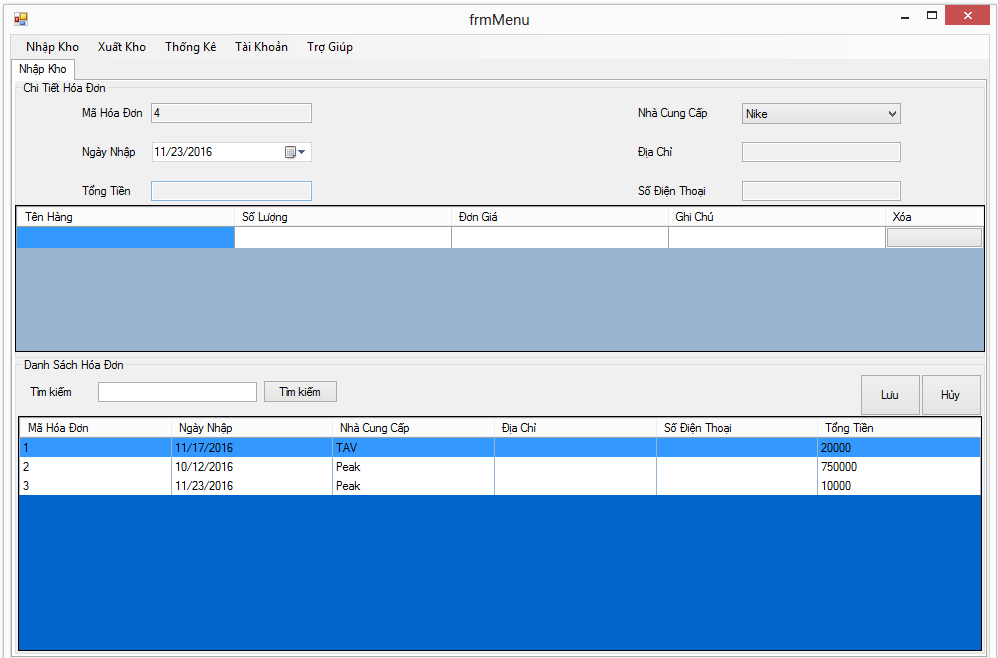 frmMenu
Nhập Kho Xuất Kho Thống Kê Tài Khoản Trợ Giúp
Nhập Kho
Chi Tiết Hóa Đơn
Mã Hóa Đơn 4 Nhà Cung Cấp Nike
Ngày Nhập 11/23/2016 Địa Chỉ
Tổng Tiền Số Điện Thoại
Tên Hàng Số Lượng Đơn Giá Ghi Chú Xóa
Danh Sách Hóa Đơn
Tìm kiếm Tìm kiếm Lưu Hủy
Mã Hóa Đơn Ngày Nhập Nhà Cung Cấp Địa Chỉ Số Điện Thoại Tổng Tiền
1 11/17/2016 TAV 20000
2 10/12/2016 Peak 750000
3 11/23/2016 Peak 10000